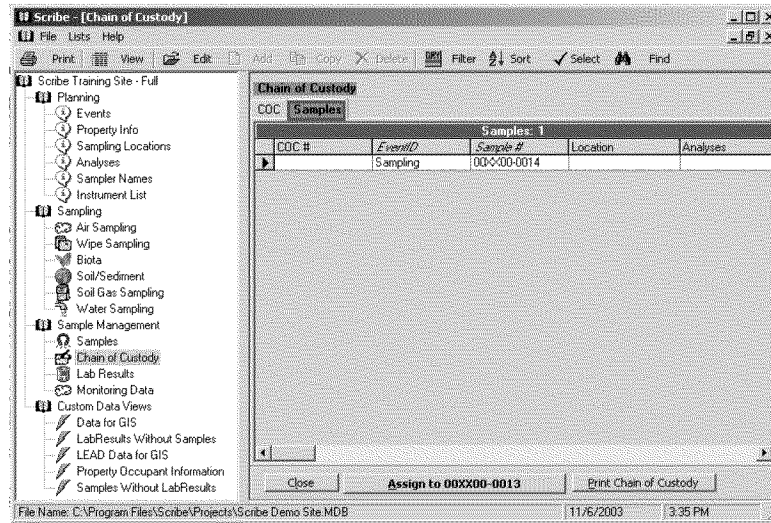 Scribe - [Chain of Custody]
File Lists Help
Print View Edit Add Copy Delete Filter Sort Select Find
Scribe Training Site - Full
Planning
Events
Property Info
Sampling Locations
Analyses
Sampler Names
Instrument List
Sampling
Air Sampling
Wipe Sampling
Biota
Soil/Sediment
Soil Gas Sampling
Water Sampling
Sample Management
Samples
Chain of Custody
Lab Results
Monitoring Data
Custom Data Views
Data for GIS
LabResults Without Samples
LEAD Data for GIS
Property Occupant Information
Samples Without LabResults
Chain of Custody
COC Samples
Samples: 1
COC # EventID Sample # Location Analyses
Sampling 00XX00-0014
Close Assign to 00XX00-0013 Print Chain of Custody
File Name: C:\Program Files\Scribe\Projects\Scribe Demo Site.MDB 11/6/2003 3:35 PM